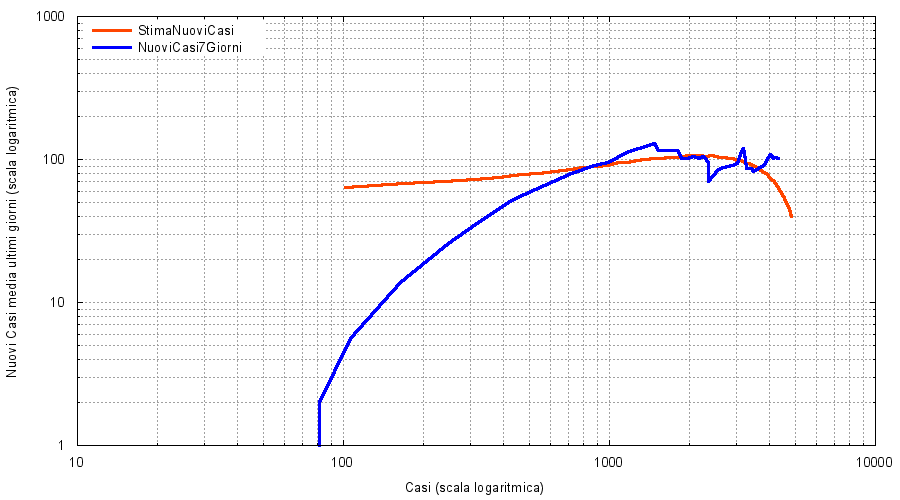 1000
StimaNuoviCasi
NuoviCasi7Giorni
100
10
1
Nuovi Casi media ultimi giorni (scala logaritmica)
10 100 1000 10000
Casi (scala logaritmica)